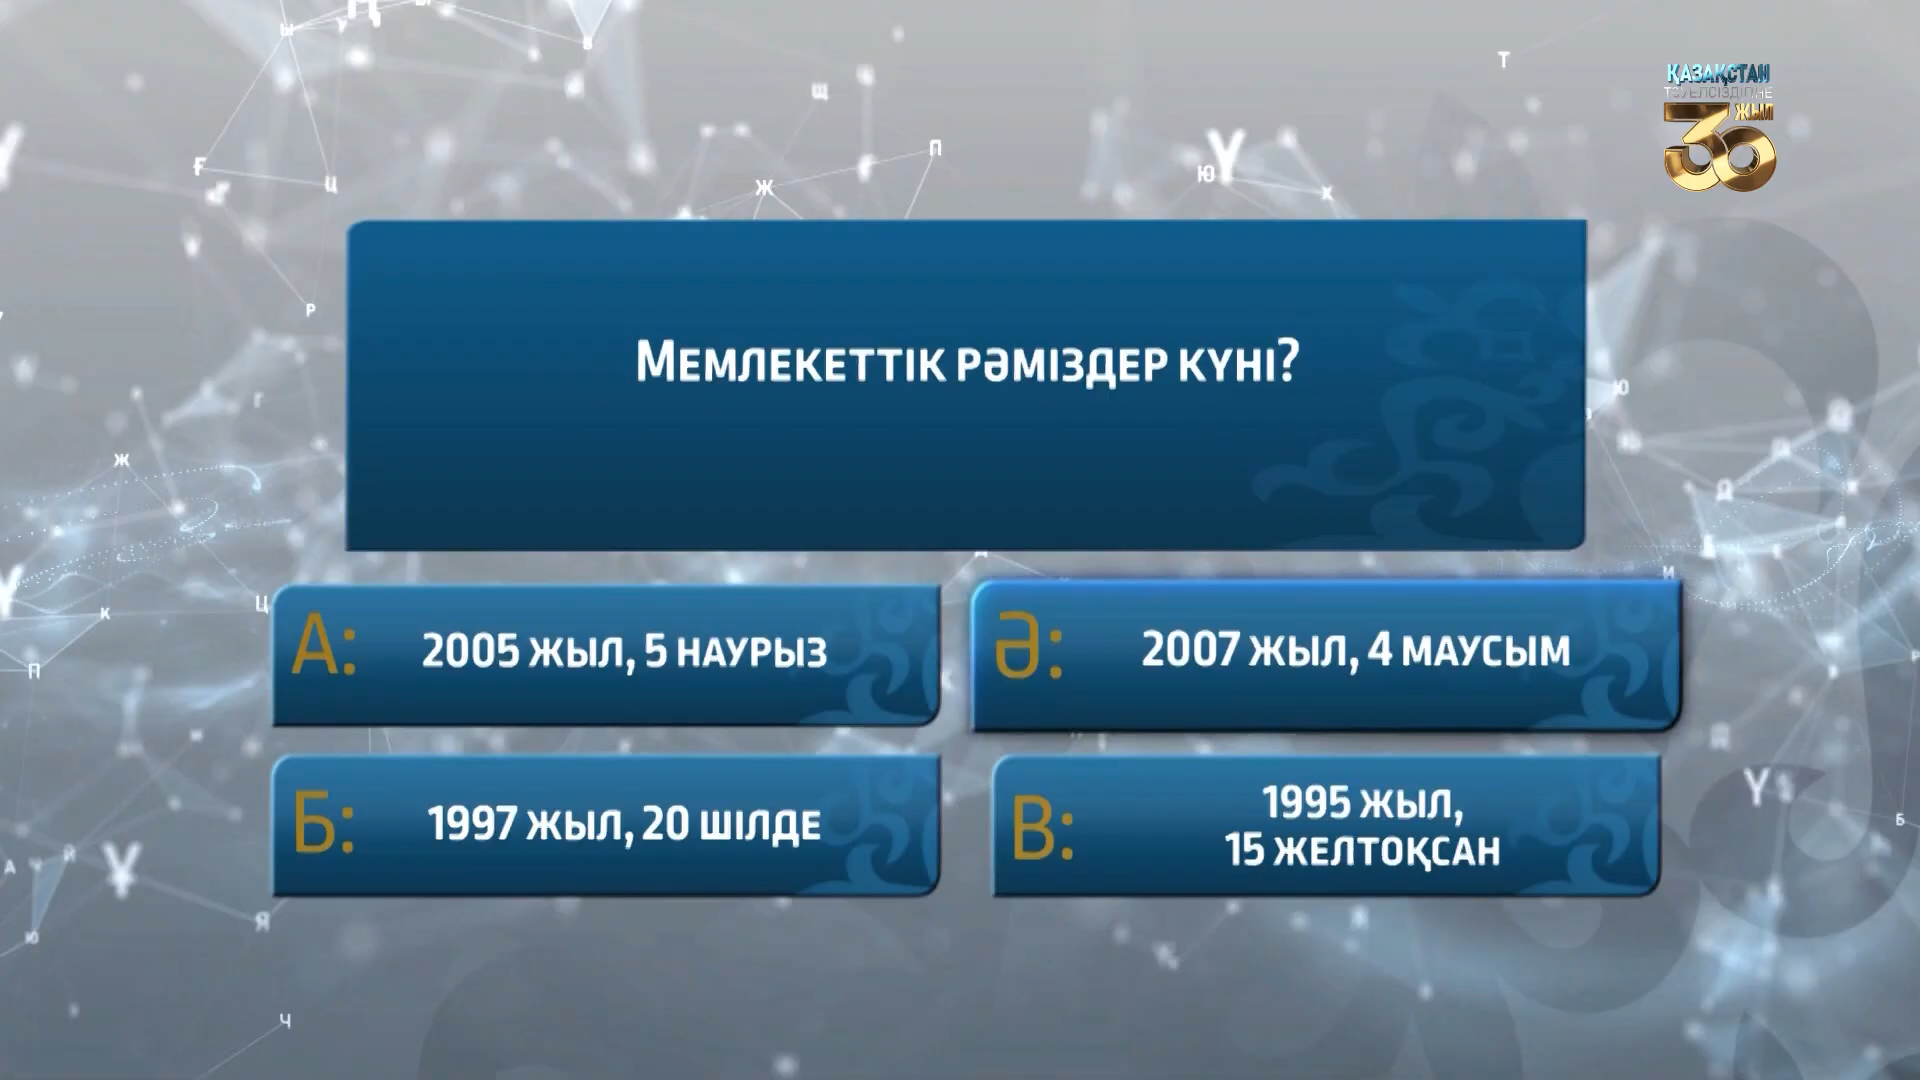 ҚАЗАҚСТАН
ТӘУЕЛСІЗДІГІНЕ
30 ЖЫЛ
МЕМЛЕКЕТТІК РӘМІЗДЕР КҮНІ?
А: 2005 ЖЫЛ, 5 НАУРЫЗ
Ә: 2007 ЖЫЛ, 4 МАУСЫМ
Б: 1997 ЖЫЛ, 20 ШІЛДЕ
В: 1995 ЖЫЛ,
15 ЖЕЛТОҚСАН